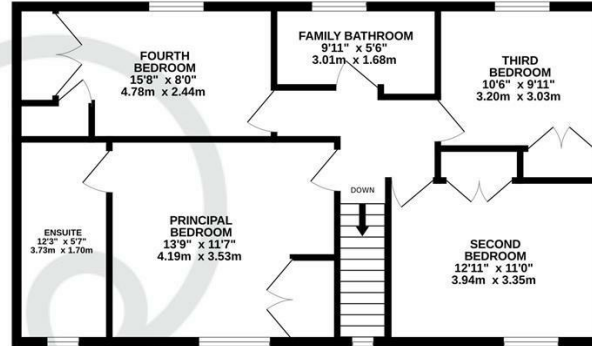 FOURTH
BEDROOM
15'8" x 8'0"
4.78m x 2.44m
FAMILY BATHROOM
9'11" x 5'6"
3.01m x 1.68m
THIRD
BEDROOM
10'6" x 9'11"
3.20m x 3.03m
ENSUITE
12'3" x 5'7"
3.73m x 1.70m
PRINCIPAL
BEDROOM
13'9" x 11'7"
4.19m x 3.53m
DOWN
SECOND
BEDROOM
12'11" x 11'0"
3.94m x 3.35m